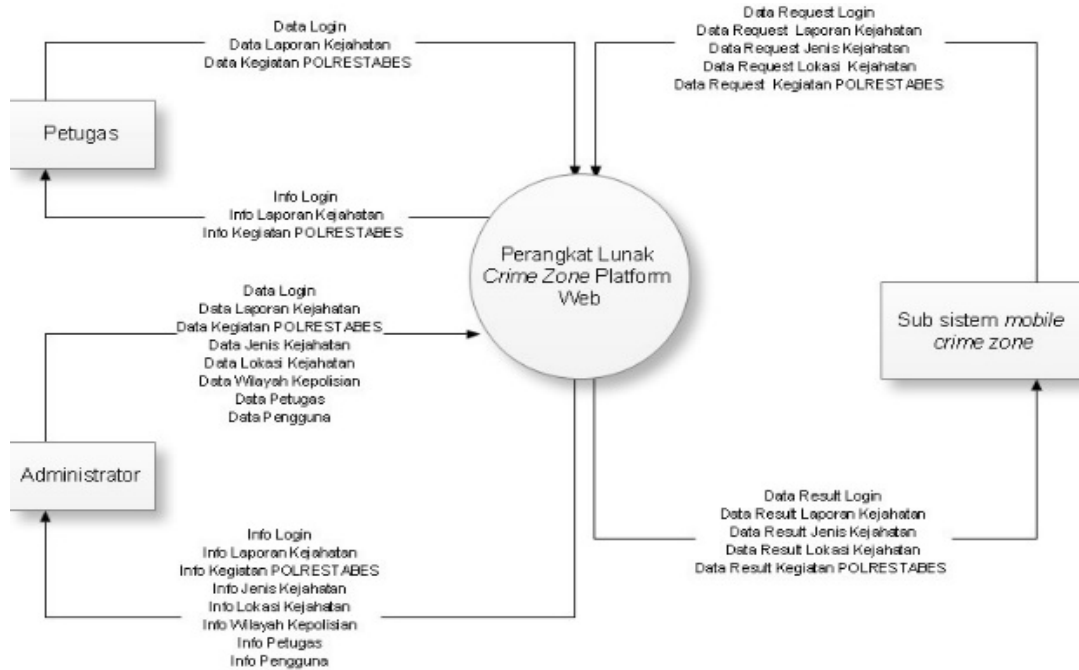 Data Login
Data Laporan Kejahatan
Data Kegiatan POLRESTABES
Data Request Login
Data Request Laporan Kejahatan
Data Request Jenis Kejahatan
Data Request Lokasi Kejahatan
Data Request Kegiatan POLRESTABES
Petugas
Info Login
Info Laporan Kejahatan
Info Kegiatan POLRESTABES
Perangkat Lunak
Crime Zone Platform
Web
Data Login
Data Laporan Kejahatan
Data Kegiatan POLRESTABES
Data Jenis Kejahatan
Data Lokasi Kejahatan
Data Wilayah Kepolisian
Data Petugas
Data Pengguna
Sub sistem mobile
crime zone
Administrator
Data Result Login
Data Result Laporan Kejahatan
Data Result Jenis Kejahatan
Data Result Lokasi Kejahatan
Data Result Kegiatan POLRESTABES
Info Login
Info Laporan Kejahatan
Info Kegiatan POLRESTABES
Info Jenis Kejahatan
Info Lokasi Kejahatan
Info Wilayah Kepolisian
Info Petugas
Info Pengguna